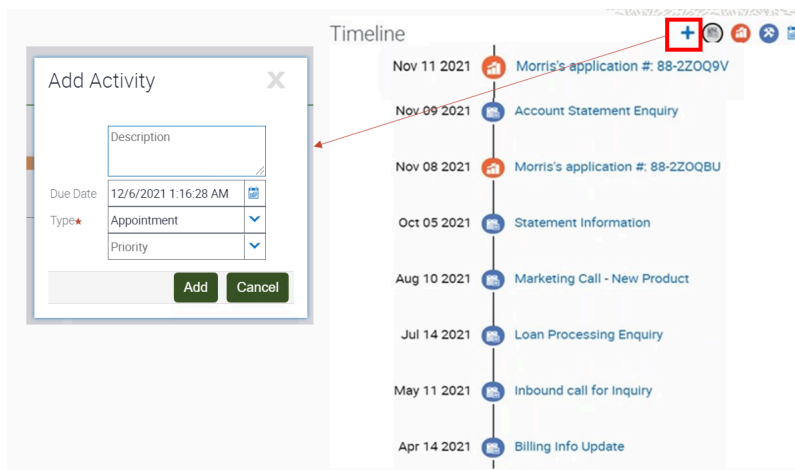 Timeline
Add Activity
X
Description
Due Date 12/6/2021 1:16:28 AM
Type★ Appointment
Priority
Add Cancel
Nov 11 2021 Morris's application #: 88-2ZOQ9V
Nov 09 2021 Account Statement Enquiry
Nov 08 2021 Morris's application #: 88-2ZOQBU
Oct 05 2021 Statement Information
Aug 10 2021 Marketing Call - New Product
Jul 14 2021 Loan Processing Enquiry
May 11 2021 Inbound call for Inquiry
Apr 14 2021 Billing Info Update